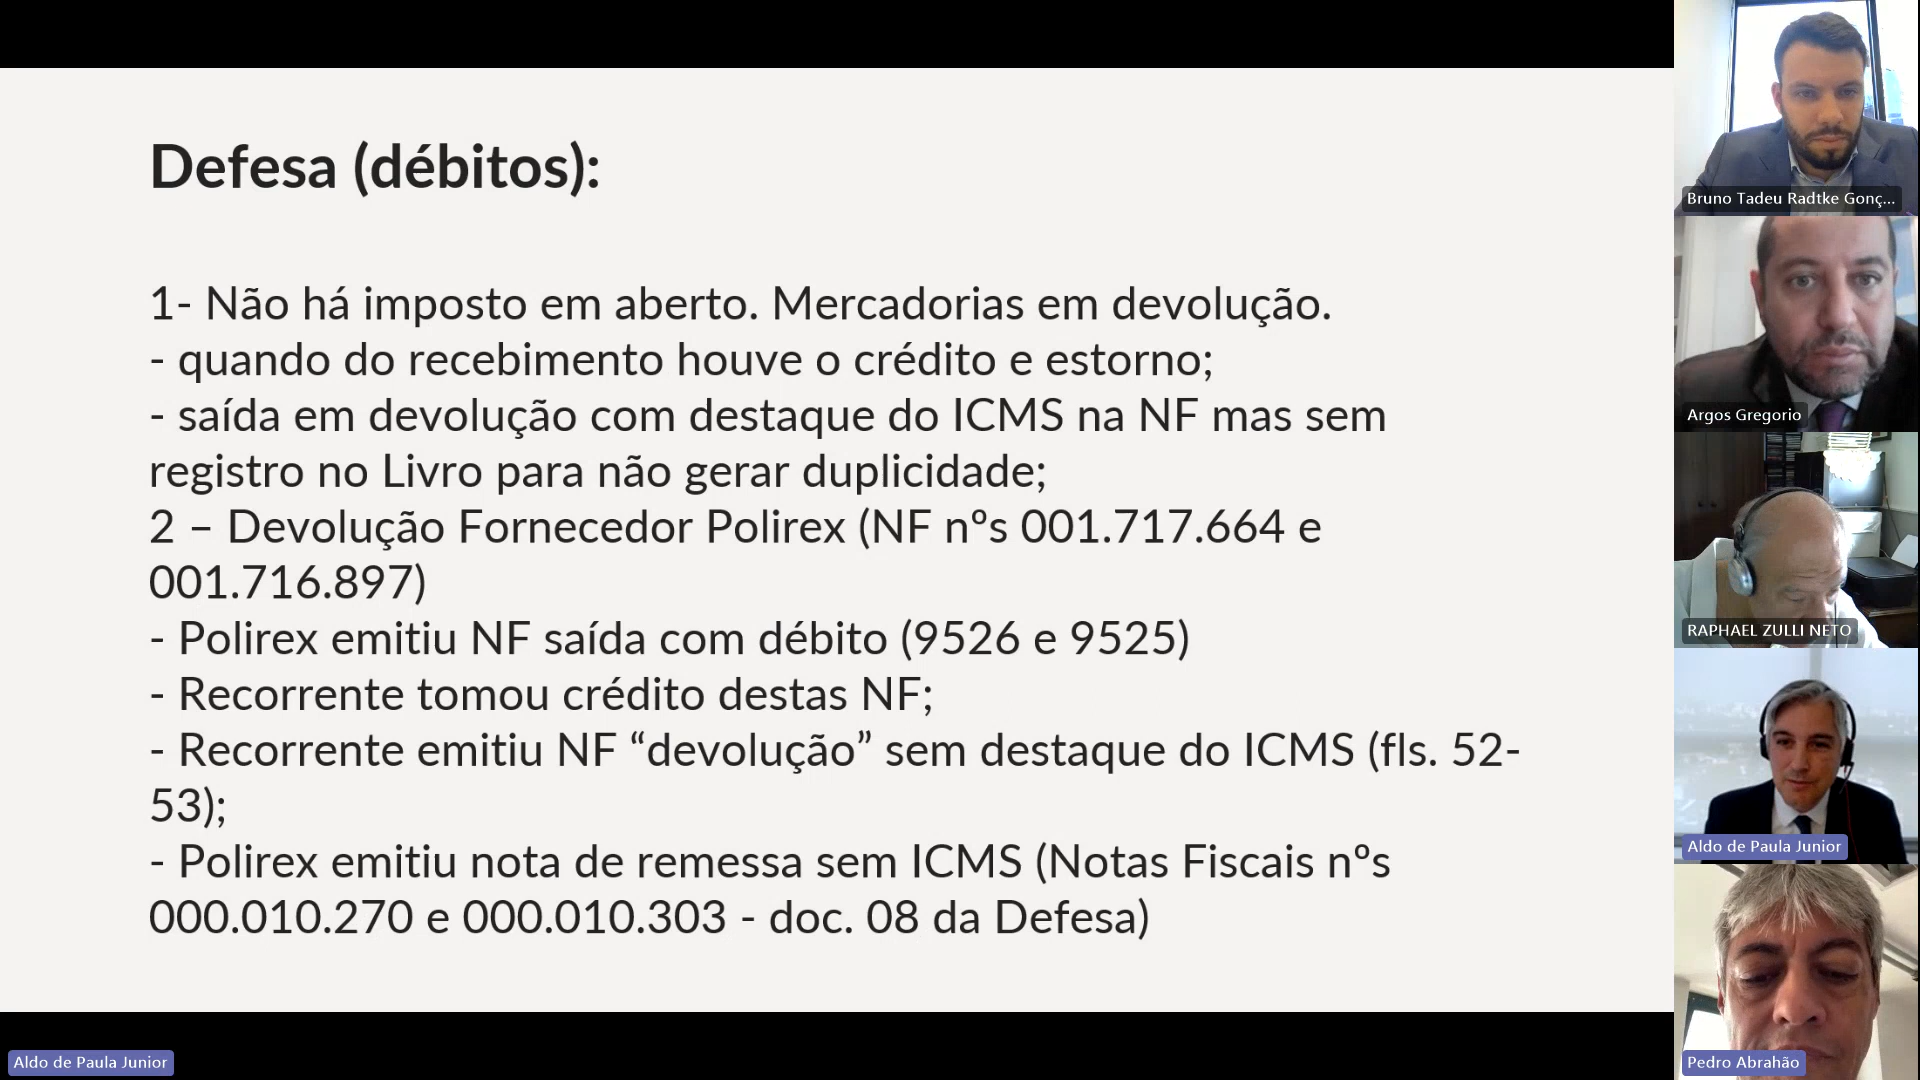 Defesa (débitos):
1- Não há imposto em aberto. Mercadorias em devolução.
- quando do recebimento houve o crédito e estorno;
- saída em devolução com destaque do ICMS na NF mas sem
registro no Livro para não gerar duplicidade;
2 – Devolução Fornecedor Polirex (NF nºs 001.717.664 e
001.716.897)
- Polirex emitiu NF saída com débito (9526 e 9525)
- Recorrente tomou crédito destas NF;
- Recorrente emitiu NF “devolução” sem destaque do ICMS (fls. 52-
53);
- Polirex emitiu nota de remessa sem ICMS (Notas Fiscais nºs
000.010.270 e 000.010.303 - doc. 08 da Defesa)
Aldo de Paula Junior
Bruno Tadeu Radtke Gonç...
Argos Gregorio
RAPHAEL ZULLI NETO
Aldo de Paula Junior
Pedro Abrahão